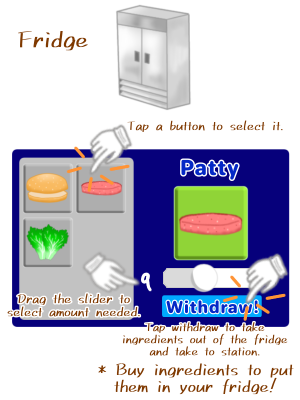 Fridge
Tap a button to select it.
Patty
9
Withdraw!
Drag the slider to
select amount needed.
Tap withdraw to take
ingredients out of the fridge
and take to station.
* Buy ingredients to put
them in your fridge!